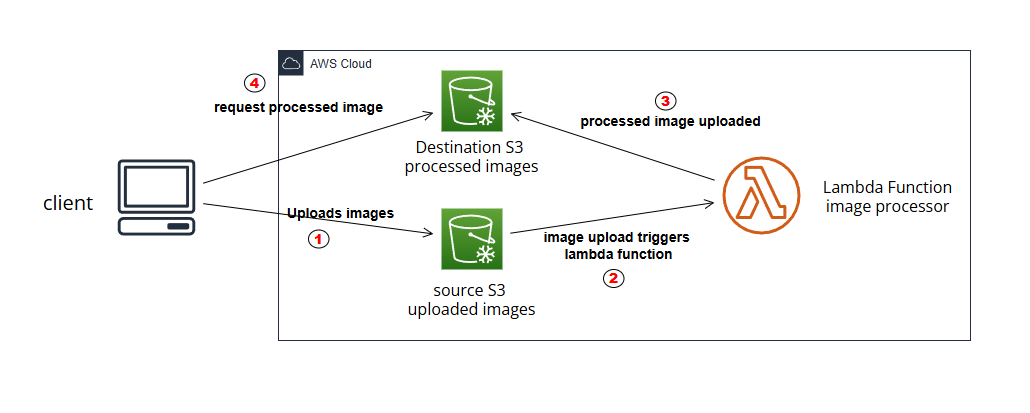 AWS Cloud
4
request processed image
3
processed image uploaded
Destination S3
processed images
client
Lambda Function
image processor
Uploads images
1
image upload triggers
lambda function
2
source S3
uploaded images